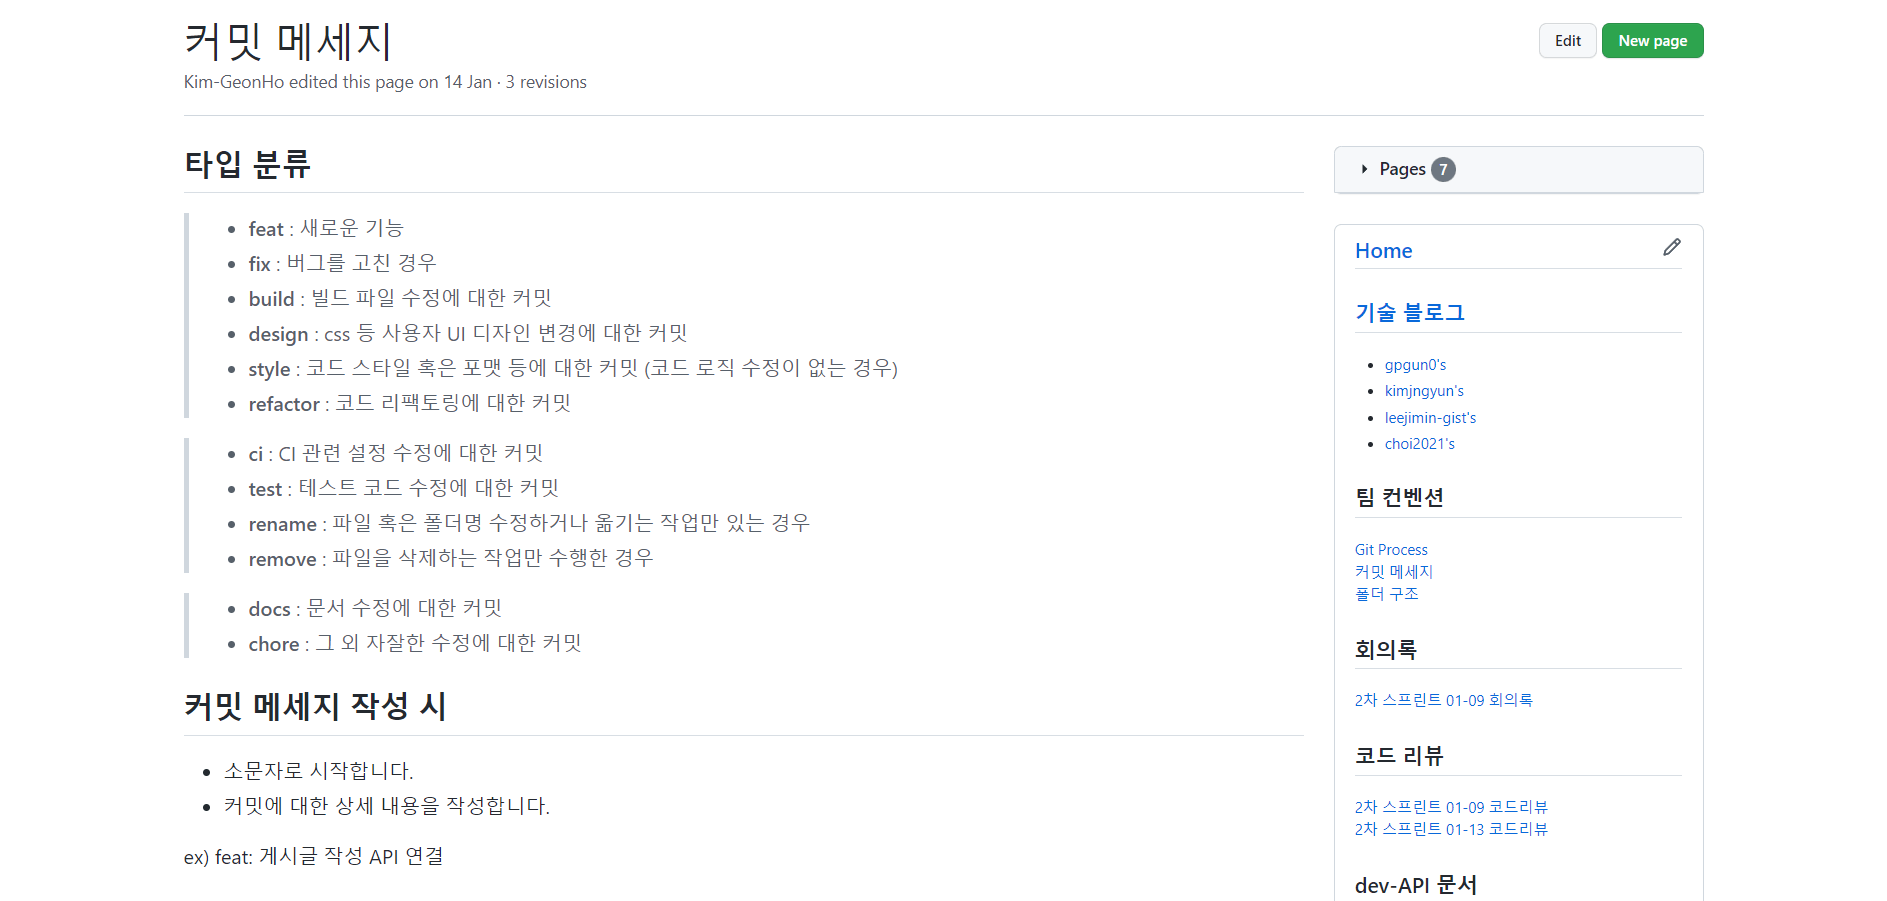 커밋 메세지
Edit
New page
Kim-GeonHo edited this page on 14 Jan · 3 revisions
타입 분류
feat : 새로운 기능
fix : 버그를 고친 경우
build : 빌드 파일 수정에 대한 커밋
design : css 등 사용자 UI 디자인 변경에 대한 커밋
style : 코드 스타일 혹은 포맷 등에 대한 커밋 (코드 로직 수정이 없는 경우)
refactor : 코드 리팩토링에 대한 커밋
ci : CI 관련 설정 수정에 대한 커밋
test : 테스트 코드 수정에 대한 커밋
rename : 파일 혹은 폴더명 수정하거나 옮기는 작업만 있는 경우
remove : 파일을 삭제하는 작업만 수행한 경우
docs : 문서 수정에 대한 커밋
chore : 그 외 자잘한 수정에 대한 커밋
커밋 메세지 작성 시
소문자로 시작합니다.
커밋에 대한 상세 내용을 작성합니다.
ex) feat: 게시글 작성 API 연결
Pages 7
Home
기술 블로그
gpgun0's
kimjngyun's
leejimin-gist's
choi2021's
팀 컨벤션
Git Process
커밋 메세지
폴더 구조
회의록
2차 스프린트 01-09 회의록
코드 리뷰
2차 스프린트 01-09 코드리뷰
2차 스프린트 01-13 코드리뷰
dev-API 문서